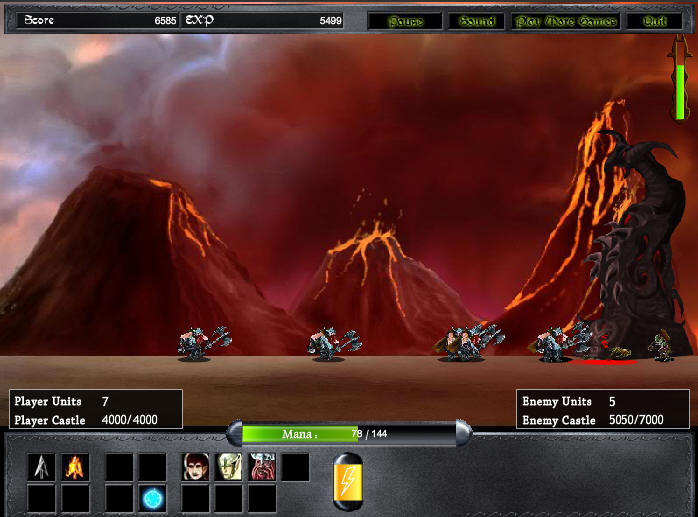 Score 6585 EXP 5499 Pause Sound Play More Games Quit
Player Units 7
Player Castle 4000/4000
Enemy Units 5
Enemy Castle 5050/7000
Mana : 78 / 144